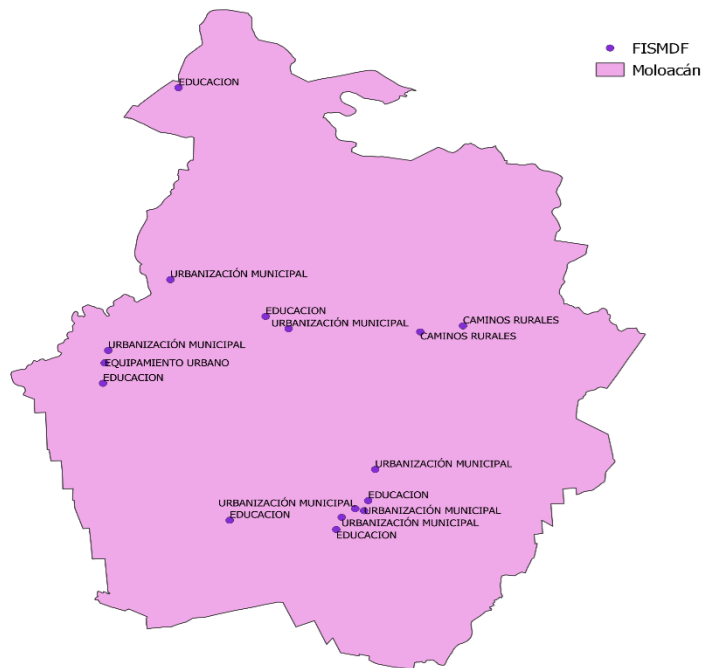 FISMDF
Moloacán
EDUCACION
URBANIZACIÓN MUNICIPAL
EDUCACION
URBANIZACIÓN MUNICIPAL
CAMINOS RURALES
CAMINOS RURALES
URBANIZACIÓN MUNICIPAL
EQUIPAMIENTO URBANO
EDUCACION
URBANIZACIÓN MUNICIPAL
EDUCACION
URBANIZACIÓN MUNICIPAL
URBANIZACIÓN MUNICIPAL
EDUCACION
URBANIZACIÓN MUNICIPAL
EDUCACION